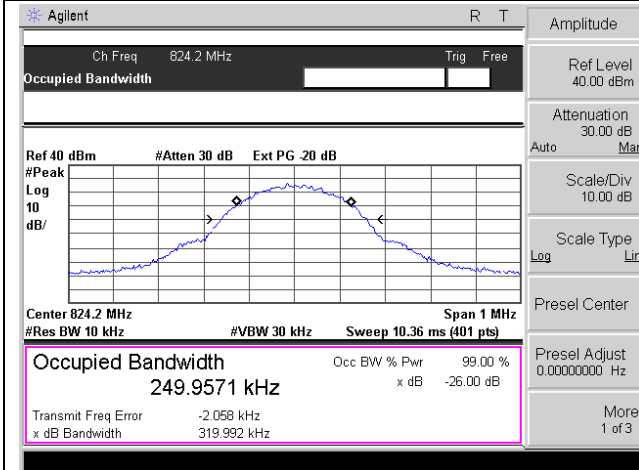 Agilent R T
Ch Freq 824.2 MHz Trig Free
Occupied Bandwidth
Ref 40 dBm #Atten 30 dB Ext PG -20 dB
#Peak
Log
10
dB/
Center 824.2 MHz Span 1 MHz
#Res BW 10 kHz #VBW 30 kHz Sweep 10.36 ms (401 pts)
Occupied Bandwidth
249.9571 kHz
Occ BW % Pwr 99.00 %
x dB -26.00 dB
Transmit Freq Error -2.058 kHz
x dB Bandwidth 319.992 kHz
Amplitude
Ref Level
40.00 dBm
Attenuation
30.00 dB
Auto Man
Scale/Div
10.00 dB
Scale Type
Log Lin
Presel Center
Presel Adjust
0.00000000 Hz
More
1 of 3